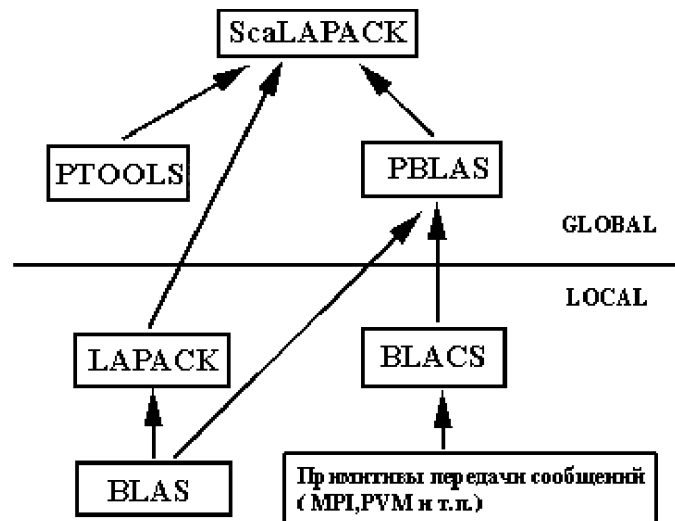 ScaLAPACK
PTOOLS
PBLAS
GLOBAL
LOCAL
LAPACK
BLACS
BLAS
Примитивы передачи сообщений
( MPI,PVM и т.п.)